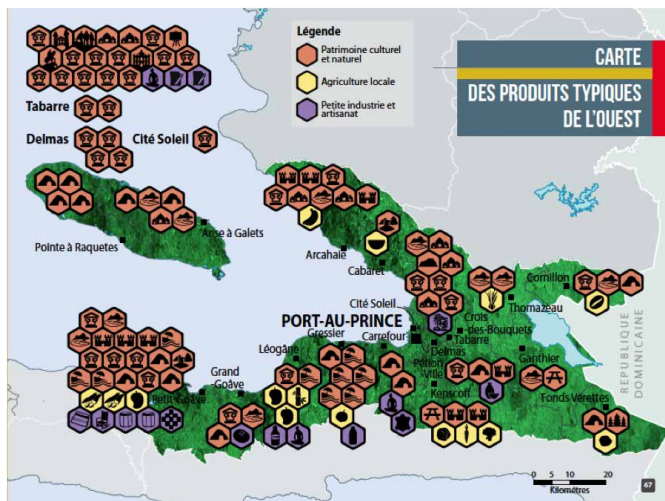 Légende
Patrimoine culturel
et naturel
Agriculture locale
Petite industrie et
artisanat
CARTE
DES PRODUITS TYPIQUES
DE L'OUEST
Tabarre
Delmas
Cité Soleil
Anse à Galets
Pointe à Raquetes
Arcahaie
Cabaret
Cornillon
Thomazeau
Cité Soleil
PORT-AU-PRINCE
Crois
-des-Bouquets
Tabarre
Gressier
Carrefour
Delmas
Léogâne
Pétion
-Ville
Ganthier
Kenscoff
Grand
-Goâve
Petit-Goâve
Fonds Verettes
REPUBLIQUE
DOMINICAINE
0 5 10 20
Kilomètres
67